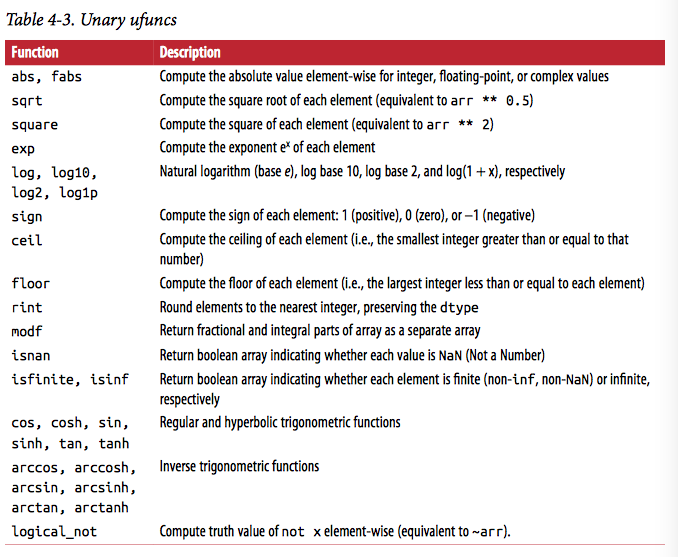 Table 4-3. Unary ufuncs
Function Description
abs, fabs Compute the absolute value element-wise for integer, floating-point, or complex values
sqrt Compute the square root of each element (equivalent to arr ** 0.5)
square Compute the square of each element (equivalent to arr ** 2)
exp Compute the exponent eˣ of each element
log, log10, Natural logarithm (base e), log base 10, log base 2, and log(1 + x), respectively
log2, log1p
sign Compute the sign of each element: 1 (positive), 0 (zero), or –1 (negative)
ceil Compute the ceiling of each element (i.e., the smallest integer greater than or equal to that
number)
floor Compute the floor of each element (i.e., the largest integer less than or equal to each element)
rint Round elements to the nearest integer, preserving the dtype
modf Return fractional and integral parts of array as a separate array
isnan Return boolean array indicating whether each value is NaN (Not a Number)
isfinite, isinf Return boolean array indicating whether each element is finite (non-inf, non-NaN) or infinite,
respectively
cos, cosh, sin, Regular and hyperbolic trigonometric functions
sinh, tan, tanh
arccos, arccosh, Inverse trigonometric functions
arcsin, arcsinh,
arctan, arctanh
logical_not Compute truth value of not x element-wise (equivalent to ~arr).